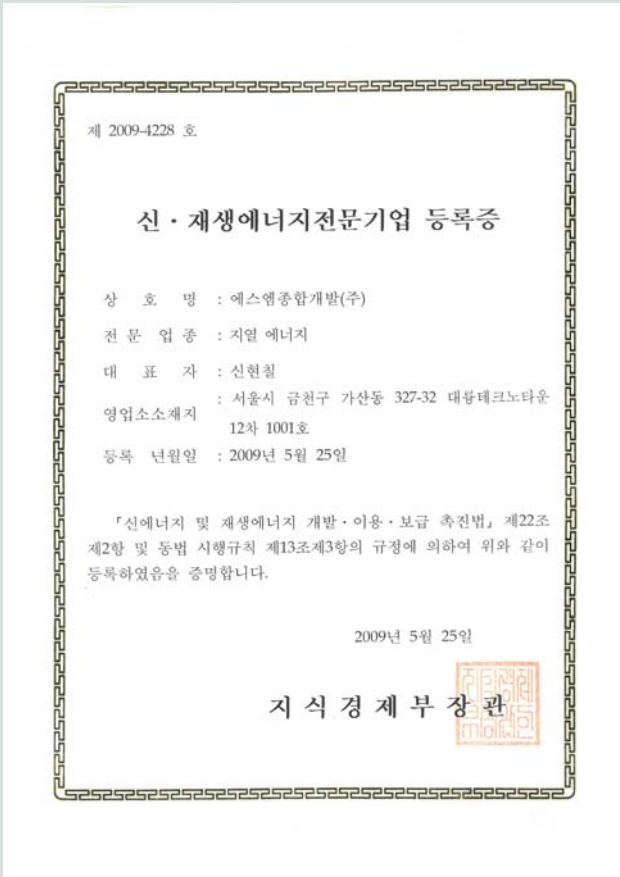 제 2009-4228 호
신 · 재생에너지전문기업 등록증
상 호 명 : 에스엠종합개발(주)
전 문 업 종 : 지열 에너지
대 표 자 : 신현칠
영업소소재지 : 서울시 금천구 가산동 327-32 대륭테크노타운
12차 1001호
등록 년월일 : 2009년 5월 25일
『신에너지 및 재생에너지 개발 · 이용 · 보급 촉진법』 제22조
제2항 및 동법 시행규칙 제13조제3항의 규정에 의하여 위와 같이
등록하였음을 증명합니다.
2009년 5월 25일
지 식 경 제 부 장 관